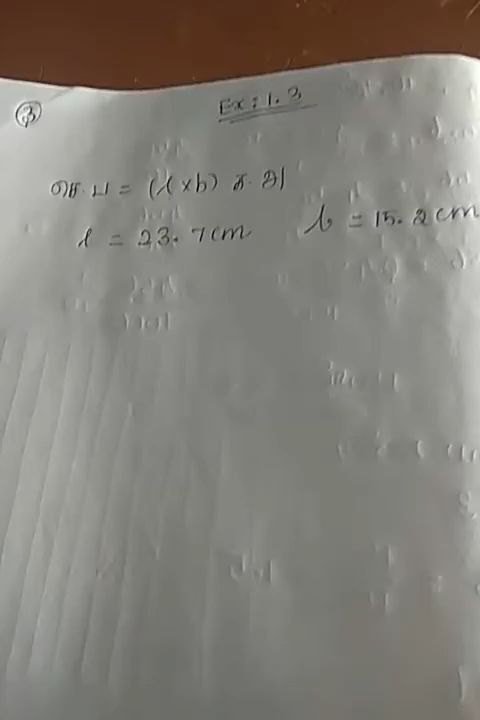 Ex: 1.3
③
செ.ப = (l x b) ச.அ
l = 23.7cm b = 15.2cm